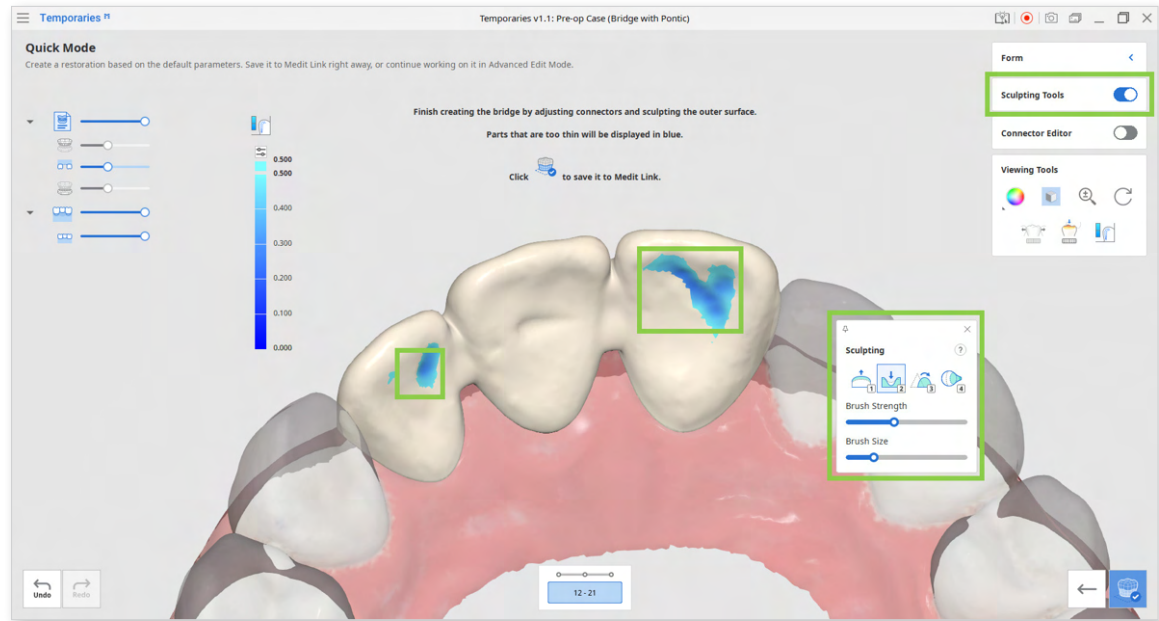 Temporaries
Temporaries v1.1: Pre-op Case (Bridge with Pontic)
Quick Mode
Create a restoration based on the default parameters. Save it to Medit Link right away, or continue working on it in Advanced Edit Mode.
Finish creating the bridge by adjusting connectors and sculpting the outer surface.
Parts that are too thin will be displayed in blue.
Click to save it to Medit Link.
0.500
0.500
0.400
0.300
0.200
0.100
0.000
Form
Sculpting Tools
Connector Editor
Viewing Tools
Sculpting
?
1
2
3
4
Brush Strength
Brush Size
Undo
Redo
12 - 21